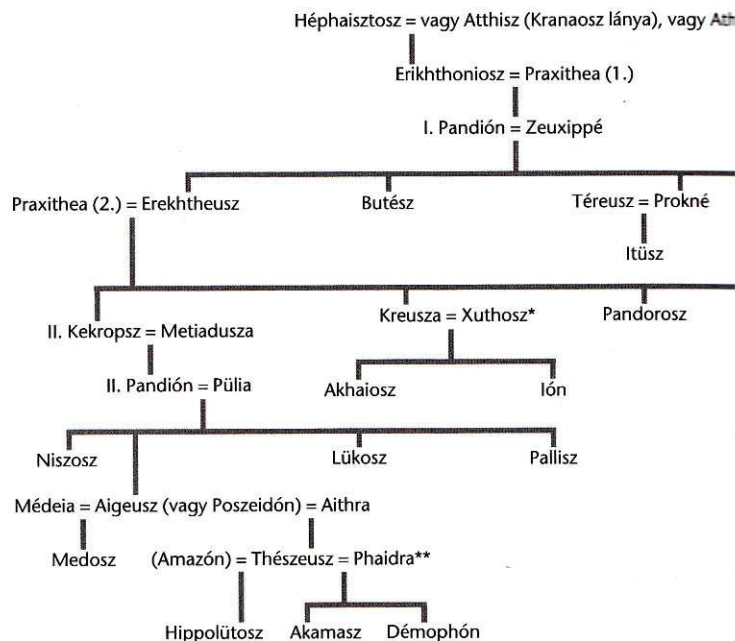 Héphaisztosz = vagy Atthisz (Kranaosz lánya), vagy
Erikhthoniosz = Praxithea (1.)
I. Pandión = Zeuxippé
Praxithea (2.) = Erekhtheusz Butész Téreusz = Prokné
Itüsz
II. Kekropsz = Metiadusza Kreusza = Xuthosz* Pandorosz
II. Pandión = Pülia Akhaiosz Ión
Niszosz Lükosz Pallisz
Médeia = Aigeusz (vagy Poszeidón) = Aithra
Medosz (Amazón) = Thészeusz = Phaidra**
Hippolütosz Akamasz Démophón